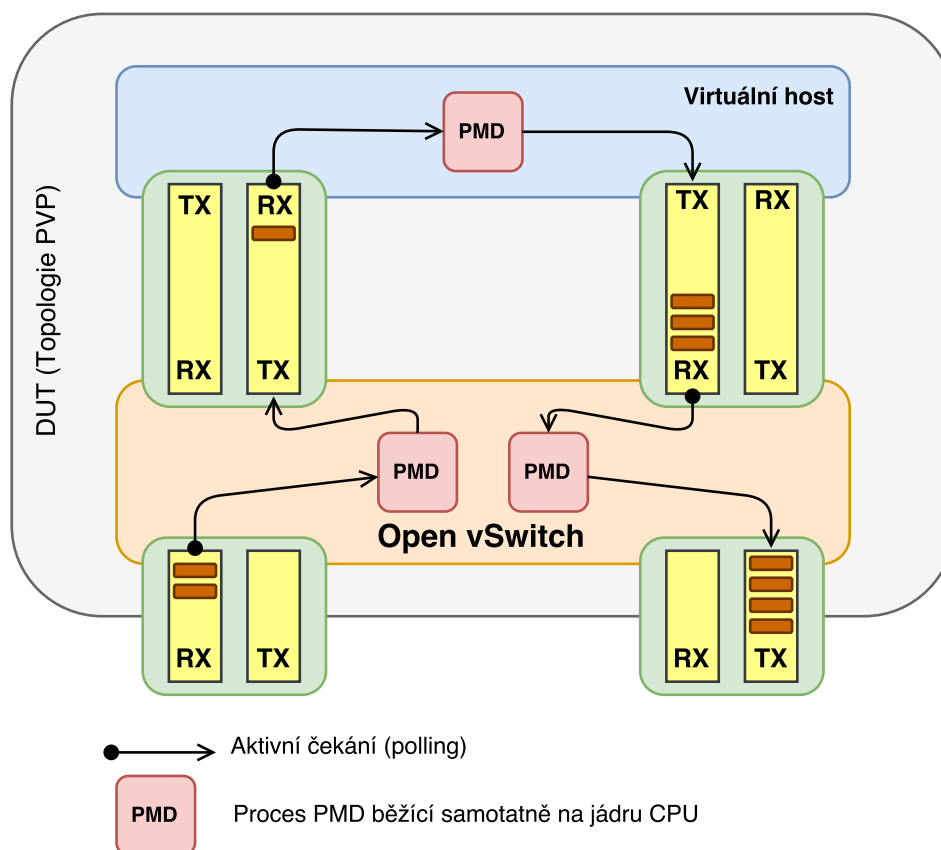 Virtuální host
PMD
TX RX
TX RX
DUT (Topologie PVP)
RX TX
RX TX
PMD
PMD
Open vSwitch
RX TX
RX TX
Aktivní čekání (polling)
PMD
Proces PMD běžící samotatně na jádru CPU